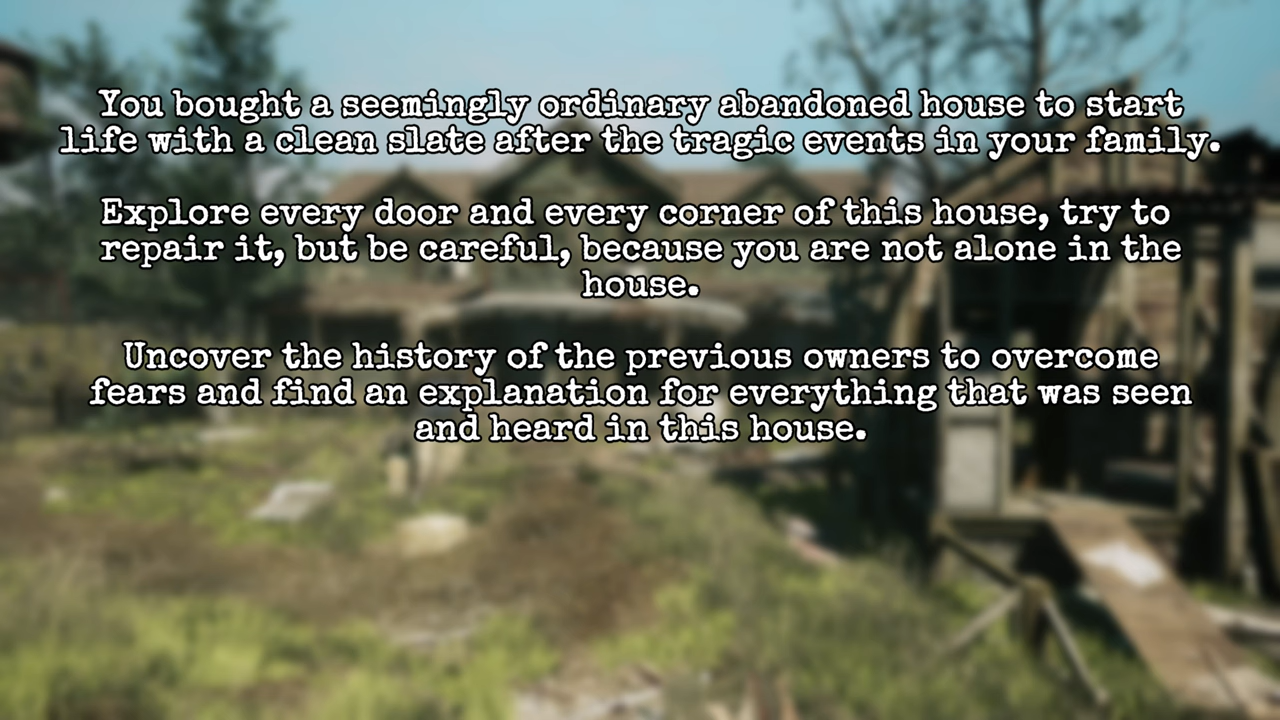 You bought a seemingly ordinary abandoned house to start
life with a clean slate after the tragic events in your family.
Explore every door and every corner of this house, try to
repair it, but be careful, because you are not alone in the
house.
Uncover the history of the previous owners to overcome
fears and find an explanation for everything that was seen
and heard in this house.